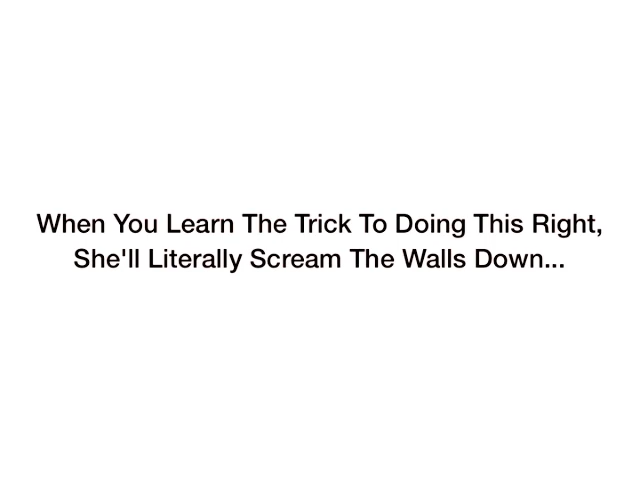 When You Learn The Trick To Doing This Right,
She'll Literally Scream The Walls Down...